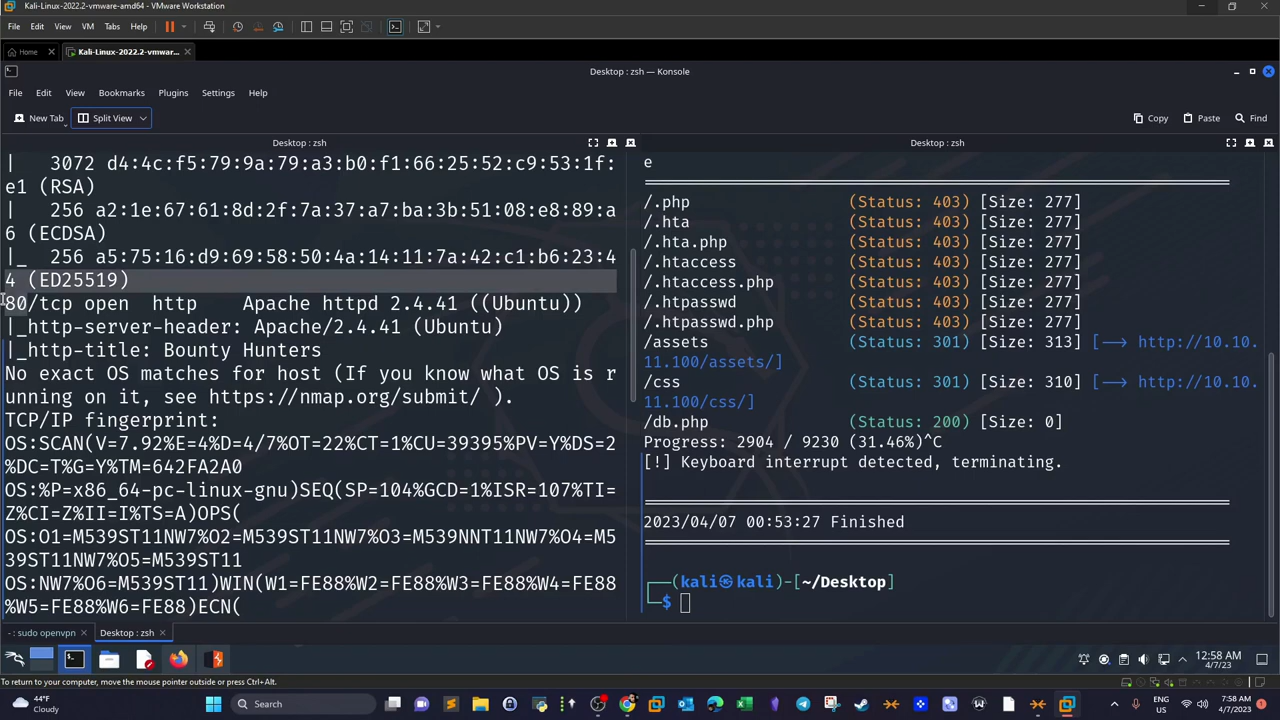 Kali-Linux-2022.2-vmware-amd64 - VMware Workstation
File Edit View VM Tabs Help
Home Kali-Linux-2022.2-vmwar...
Desktop : zsh — Konsole
File Edit View Bookmarks Plugins Settings Help
New Tab Split View Copy Paste Find
Desktop : zsh
|   3072 d4:4c:f5:79:9a:79:a3:b0:f1:66:25:52:c9:53:1f:
e1 (RSA)
|   256 a2:1e:67:61:8d:2f:7a:37:a7:ba:3b:51:08:e8:89:a
6 (ECDSA)
|_  256 a5:75:16:d9:69:58:50:4a:14:11:7a:42:c1:b6:23:4
4 (ED25519)
80/tcp open  http    Apache httpd 2.4.41 ((Ubuntu))
|_http-server-header: Apache/2.4.41 (Ubuntu)
|_http-title: Bounty Hunters
No exact OS matches for host (If you know what OS is r
unning on it, see https://nmap.org/submit/ ).
TCP/IP fingerprint:
OS:SCAN(V=7.92%E=4%D=4/7%OT=22%CT=1%CU=39395%PV=Y%DS=2
%DC=T%G=Y%TM=642FA2A0
OS:%P=x86_64-pc-linux-gnu)SEQ(SP=104%GCD=1%ISR=107%TI=
Z%CI=Z%II=I%TS=A)OPS(
OS:O1=M539ST11NW7%O2=M539ST11NW7%O3=M539NNT11NW7%O4=M5
39ST11NW7%O5=M539ST11
OS:NW7%O6=M539ST11)WIN(W1=FE88%W2=FE88%W3=FE88%W4=FE88
%W5=FE88%W6=FE88)ECN(
Desktop : zsh
e
/.php (Status: 403) [Size: 277]
/.hta (Status: 403) [Size: 277]
/.hta.php (Status: 403) [Size: 277]
/.htaccess (Status: 403) [Size: 277]
/.htaccess.php (Status: 403) [Size: 277]
/.htpasswd (Status: 403) [Size: 277]
/.htpasswd.php (Status: 403) [Size: 277]
/assets (Status: 301) [Size: 313] [--> http://10.10.
11.100/assets/]
/css (Status: 301) [Size: 310] [--> http://10.10.
11.100/css/]
/db.php (Status: 200) [Size: 0]
Progress: 2904 / 9230 (31.46%)^C
[!] Keyboard interrupt detected, terminating.
2023/04/07 00:53:27 Finished
(kali㉿kali)-[~/Desktop]
$
- : sudo openvpn Desktop : zsh
12:58 AM
4/7/23
To return to your computer, move the mouse pointer outside or press Ctrl+Alt.
44°F
Cloudy
Search
ENG
US
7:58 AM
4/7/2023